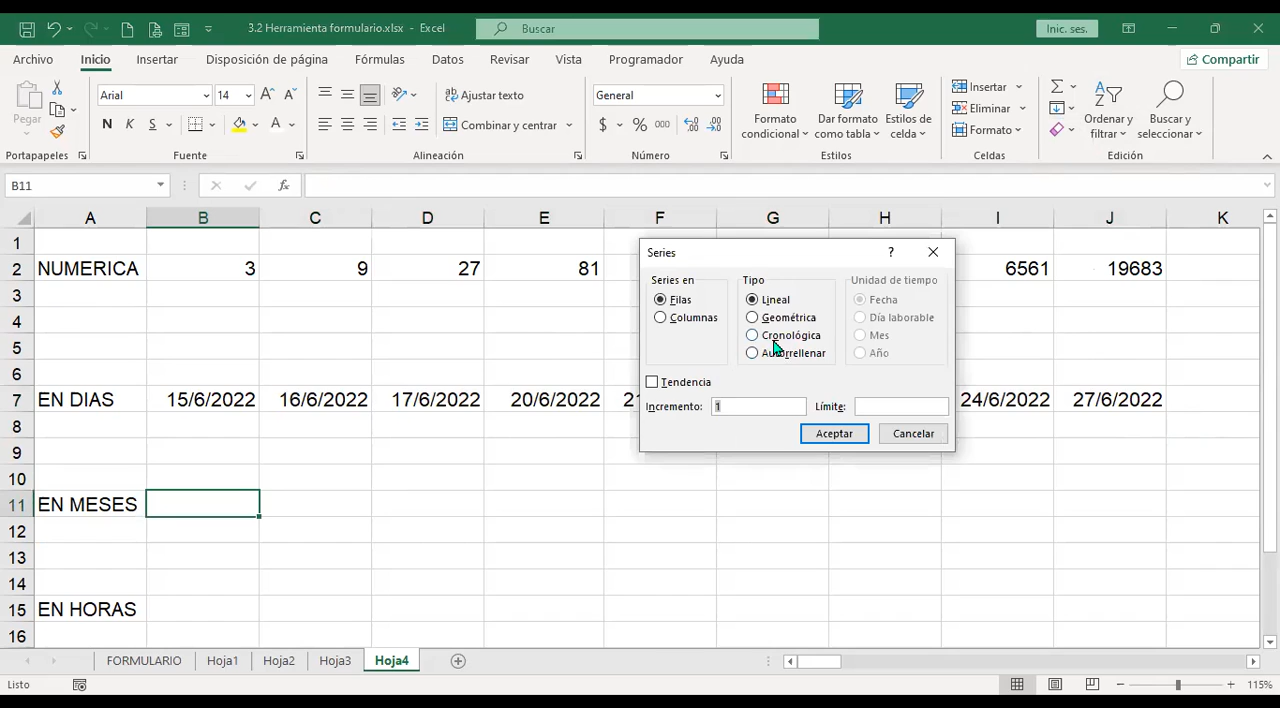 3.2 Herramienta formulario.xlsx - Excel
Buscar
Inic. ses.
Archivo Inicio Insertar Disposición de página Fórmulas Datos Revisar Vista Programador Ayuda Compartir
Pegar
Arial 14
N K S A
Ajustar texto
Combinar y centrar
General
$ % 000
Formato condicional
Dar formato como tabla
Estilos de celda
Insertar
Eliminar
Formato
Ordenar y filtrar
Buscar y seleccionar
Portapapeles Fuente Alineación Número Estilos Celdas Edición
B11 fx
A B C D E F G H I J K
1
2 NUMERICA 3 9 27 81 6561 19683
3
4
5
6
7 EN DIAS 15/6/2022 16/6/2022 17/6/2022 20/6/2022 24/6/2022 27/6/2022
8
9
10
11 EN MESES
12
13
14
15 EN HORAS
16
Series ?
Series en
Filas
Columnas
Tipo
Lineal
Geométrica
Cronológica
Autorrellenar
Unidad de tiempo
Fecha
Día laborable
Mes
Año
Tendencia
Incremento: 1 Límite:
Aceptar Cancelar
FORMULARIO Hoja1 Hoja2 Hoja3 Hoja4
Listo 115%